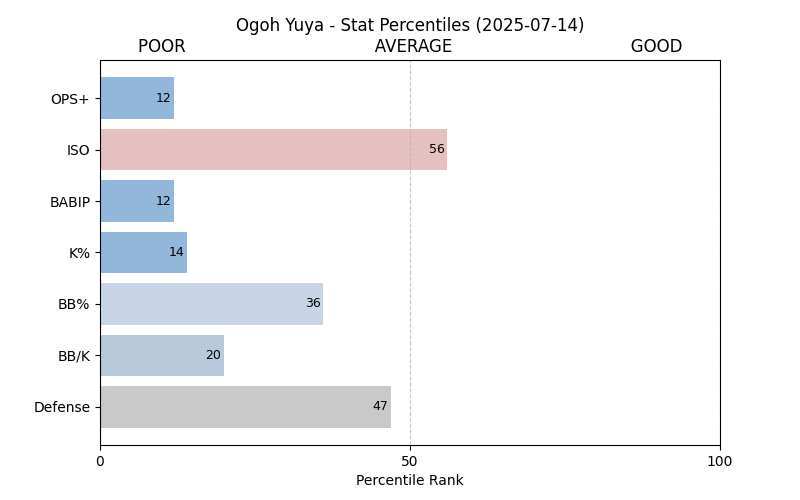 Ogoh Yuya - Stat Percentiles (2025-07-14)
POOR AVERAGE GOOD
OPS+ 12
ISO 56
BABIP 12
K% 14
BB% 36
BB/K 20
Defense 47
0 50 100
Percentile Rank